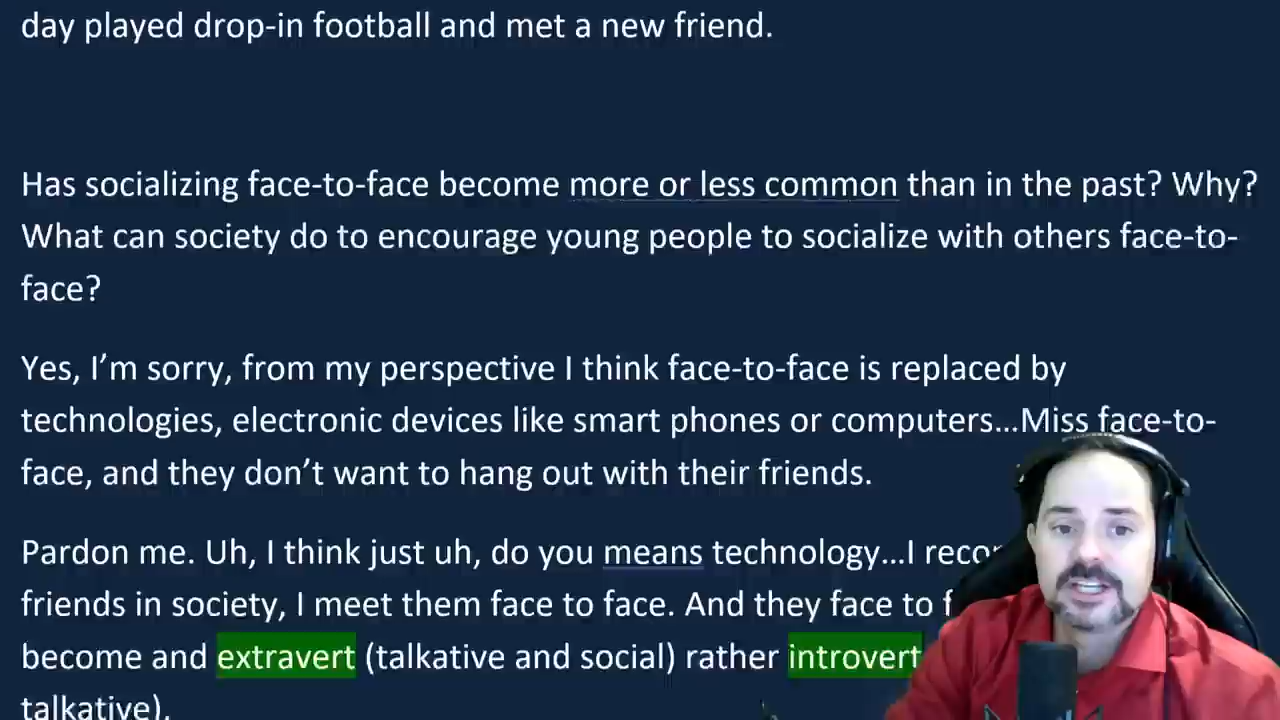 day played drop-in football and met a new friend.
Has socializing face-to-face become more or less common than in the past? Why?
What can society do to encourage young people to socialize with others face-to-
face?
Yes, I’m sorry, from my perspective I think face-to-face is replaced by
technologies, electronic devices like smart phones or computers…Miss face-to-
face, and they don’t want to hang out with their friends.
Pardon me. Uh, I think just uh, do you means technology…I
friends in society, I meet them face to face. And they face to
become and extravert (talkative and social) rather introvert
talkative).